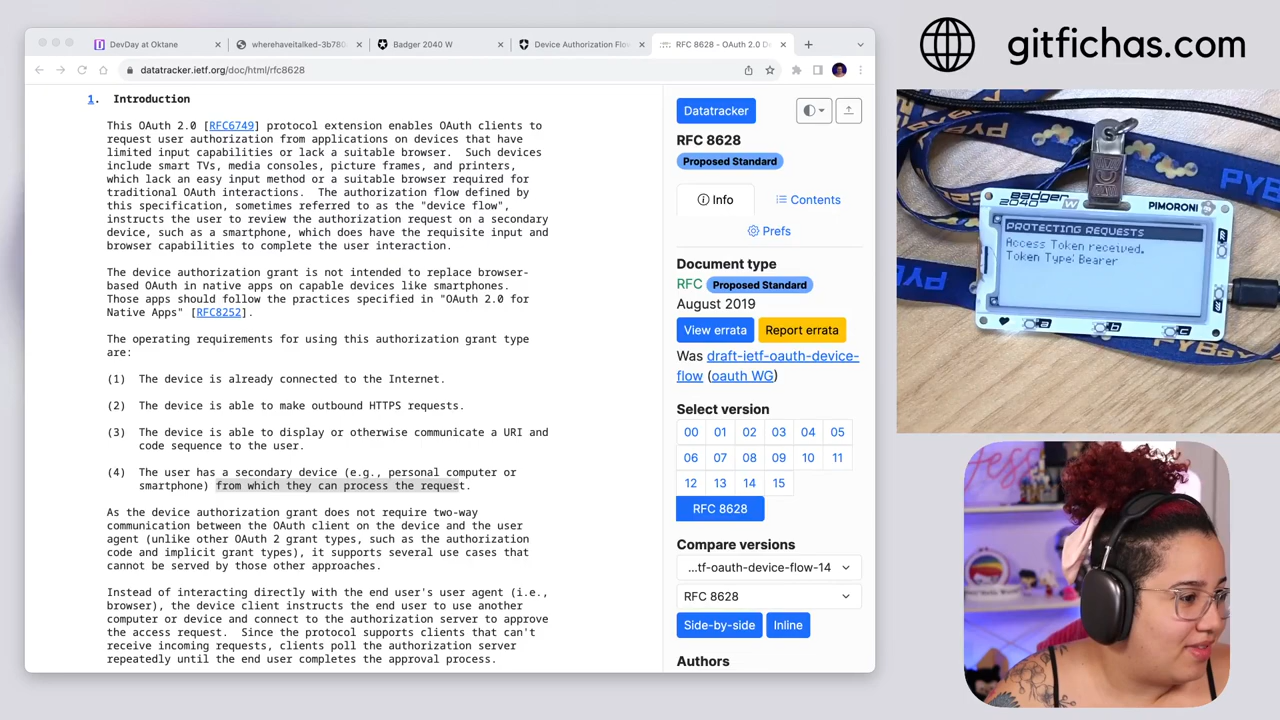 DevDay at Oktane
wherehaveitalked-3b780
Badger 2040 W
Device Authorization Flo
RFC 8628 - OAuth 2.0 D
datatracker.ietf.org/doc/html/rfc8628
1. Introduction
This OAuth 2.0 [RFC6749] protocol extension enables OAuth clients to
request user authorization from applications on devices that have
limited input capabilities or lack a suitable browser. Such devices
include smart TVs, media consoles, picture frames, and printers,
which lack an easy input method or a suitable browser required for
traditional OAuth interactions. The authorization flow defined by
this specification, sometimes referred to as the "device flow",
instructs the user to review the authorization request on a secondary
device, such as a smartphone, which does have the requisite input and
browser capabilities to complete the user interaction.
The device authorization grant is not intended to replace browser-
based OAuth in native apps on capable devices like smartphones.
Those apps should follow the practices specified in "OAuth 2.0 for
Native Apps" [RFC8252].
The operating requirements for using this authorization grant type
are:
(1) The device is already connected to the Internet.
(2) The device is able to make outbound HTTPS requests.
(3) The device is able to display or otherwise communicate a URI and
code sequence to the user.
(4) The user has a secondary device (e.g., personal computer or
smartphone) from which they can process the request.
As the device authorization grant does not require two-way
communication between the OAuth client on the device and the user
agent (unlike other OAuth 2 grant types, such as the authorization
code and implicit grant types), it supports several use cases that
cannot be served by those other approaches.
Instead of interacting directly with the end user's user agent (i.e.,
browser), the device client instructs the end user to use another
computer or device and connect to the authorization server to approve
the access request. Since the protocol supports clients that can't
receive incoming requests, clients poll the authorization server
repeatedly until the end user completes the approval process.
Datatracker
RFC 8628
Proposed Standard
Info
Contents
Prefs
Document type
RFC Proposed Standard
August 2019
View errata
Report errata
Was draft-ietf-oauth-device-
flow (oauth WG)
Select version
00 01 02 03 04 05
06 07 08 09 10 11
12 13 14 15
RFC 8628
Compare versions
...tf-oauth-device-flow-14
RFC 8628
Side-by-side
Inline
Authors
gitfichas.com
PYBAY
PYB
badger
2040 W
PIMORONI
PROTECTING REQUESTS
Access Token received.
Token Type: Bearer
a
b
c
PYBay